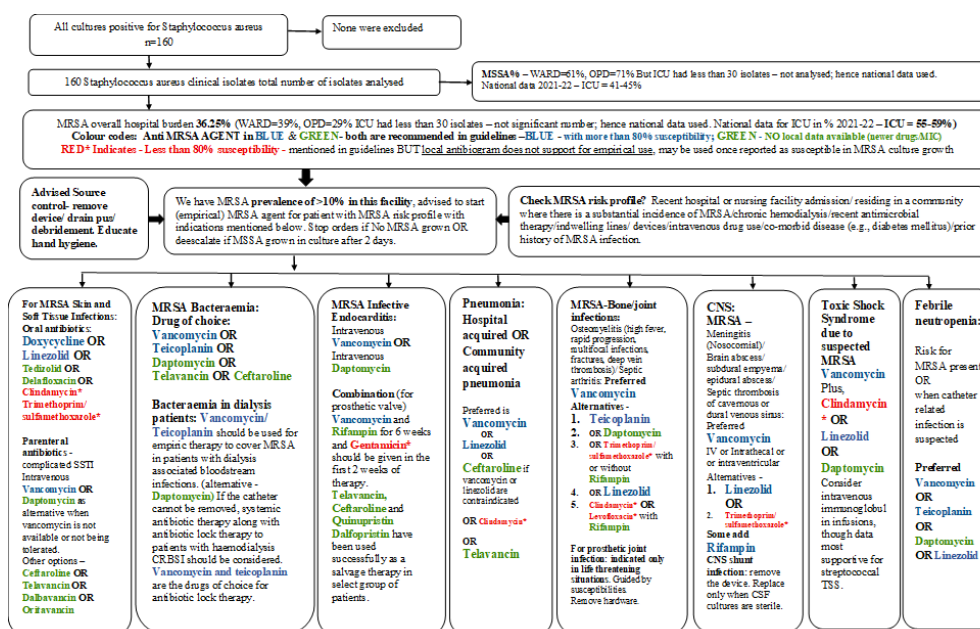 All cultures positive for Staphylococcus aureus
n=160
None were excluded
160 Staphylococcus aureus clinical isolates total number of isolates analysed
MSSA% – WARD=61%, OPD=71% But ICU had less than 30 isolates – not analysed; hence national data used.
National data 2021-22 – ICU = 41-45%
MRSA overall hospital burden 36.25% (WARD=39%, OPD=29% ICU had less than 30 isolates – not significant number; hence national data used. National data for ICU in % 2021-22 – ICU = 55-59%)
Colour codes: Anti MRSA AGENT in BLUE & GREEN- both are recommended in guidelines –BLUE - with more than 80% susceptibility; GREEN - NO local data available (newer drugs/MIC)
RED* Indicates - Less than 80% susceptibility - mentioned in guidelines BUT local antibiogram does not support for empirical use, may be used once reported as susceptible in MRSA culture growth
Advised Source
control- remove
device/ drain pus/
debridement. Educate
hand hygiene.
We have MRSA prevalence of >10% in this facility, advised to start
(empirical) MRSA agent for patient with MRSA risk profile with
indications mentioned below. Stop orders if No MRSA grown OR
deescalate if MSSA grown in culture after 2 days.
Check MRSA risk profile? Recent hospital or nursing facility admission/ residing in a community
where there is a substantial incidence of MRSA/chronic hemodialysis/recent antimicrobial
therapy/indwelling lines/ devices/intravenous drug use/co-morbid disease (e.g., diabetes mellitus)/prior
history of MRSA infection.
For MRSA Skin and
Soft Tissue Infections:
Oral antibiotics:
Doxycycline OR
Linezolid OR
Tedizolid OR
Delafloxacin OR
Clindamycin*
Trimethoprim/
sulfamethoxazole*
Parenteral
antibiotics -
complicated SSTI
Intravenous
Vancomycin OR
Daptomycin as
alternative when
vancomycin is not
available or not being
tolerated.
Other options –
Ceftaroline OR
Telavancin OR
Dalbavancin OR
Oritavancin
MRSA Bacteraemia:
Drug of choice:
Vancomycin OR
Teicoplanin OR
Daptomycin OR
Telavancin OR Ceftaroline
Bacteraemia in dialysis
patients: Vancomycin/
Teicoplanin should be used for
empiric therapy to cover MRSA
in patients with dialysis
associated bloodstream
infections. (alternative -
Daptomycin) If the catheter
cannot be removed, systemic
antibiotic therapy along with
antibiotic lock therapy to
patients with haemodialysis
CRBSI should be considered.
Vancomycin and teicoplanin
are the drugs of choice for
antibiotic lock therapy.
MRSA Infective
Endocarditis:
Intravenous
Vancomycin OR
Intravenous
Daptomycin
Combination (for
prosthetic valve)
Vancomycin and
Rifampin for 6 weeks
and Gentamicin*
should be given in the
first 2 weeks of
therapy.
Telavancin,
Ceftaroline and
Quinupristin
Dalfopristin have
been used
successfully as a
salvage therapy in
select group of
patients.
Pneumonia:
Hospital
acquired OR
Community
acquired
pneumonia
Preferred is
Vancomycin
OR
Linezolid
OR
Ceftaroline if
vancomycin or
linezolid are
contraindicated
OR Clindamycin*
OR
Telavancin
MRSA-Bone/joint
infections:
Osteomyelitis (high fever,
rapid progression,
multifocal infections,
fractures, deep vein
thrombosis)/Septic
arthritis: Preferred
Vancomycin
Alternatives -
1. Teicoplanin
2. OR Daptomycin
3. OR Trimethoprim/
sulfamethoxazole* with
or without
Rifampin
4. OR Linezolid
5. Clindamycin* OR
Levofloxacin* with
Rifampin
For prosthetic joint
infection: indicated only
in life threatening
situations. Guided by
susceptibilities.
Remove hardware.
CNS:
MRSA –
Meningitis
(Nosocomial)/
Brain abscess/
subdural empyema/
epidural abscess/
Septic thrombosis
of cavernous or
dural venous sinus:
Preferred
Vancomycin
IV or Intrathecal or
or intraventricular
Alternatives -
1. Linezolid
OR
2. Trimethoprim/
sulfamethoxazole*
Some add
Rifampin
CNS shunt
infection: remove
the device. Replace
only when CSF
cultures are sterile.
Toxic Shock
Syndrome
due to
suspected
MRSA
Vancomycin
Plus,
Clindamycin
* OR
Linezolid
OR
Daptomycin
Consider
intravenous
immunoglobul
in infusions,
though data
most
supportive for
streptococcal
TSS.
Febrile
neutropenia:
Risk for
MRSA present
OR
when catheter
related
infection is
suspected
Preferred
Vancomycin
OR
Teicoplanin
OR
Daptomycin
OR Linezolid